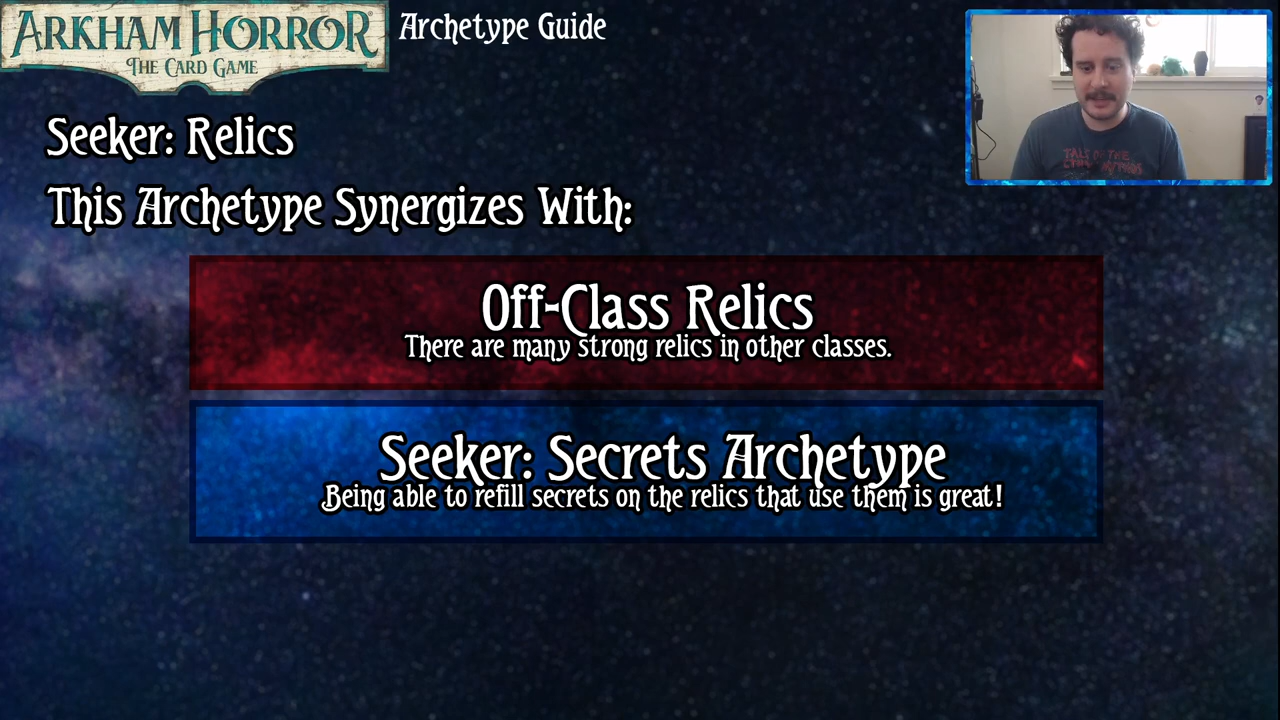 ARKHAM HORROR®
THE CARD GAME
Archetype Guide
Seeker: Relics
This Archetype Synergizes With:
Off-Class Relics
There are many strong relics in other classes.
Seeker: Secrets Archetype
Being able to refill secrets on the relics that use them is great!